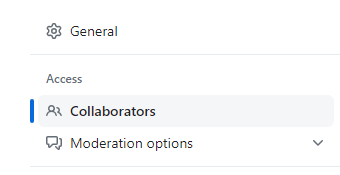 General
Access
Collaborators
Moderation options